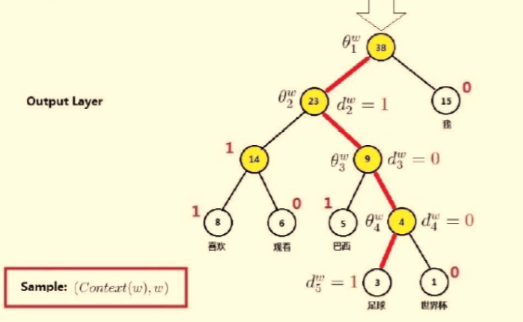 θ₁ʷ 38
Output Layer θ₂ʷ 23 d₂ʷ = 1 15 0
我
1 14 θ₃ʷ 9 d₃ʷ = 0
1 8 6 0 1 5 θ₄ʷ 4 d₄ʷ = 0
喜欢 观看 巴西
Sample: (Context(w), w) d₅ʷ = 1 3 1 0
足球 世界杯